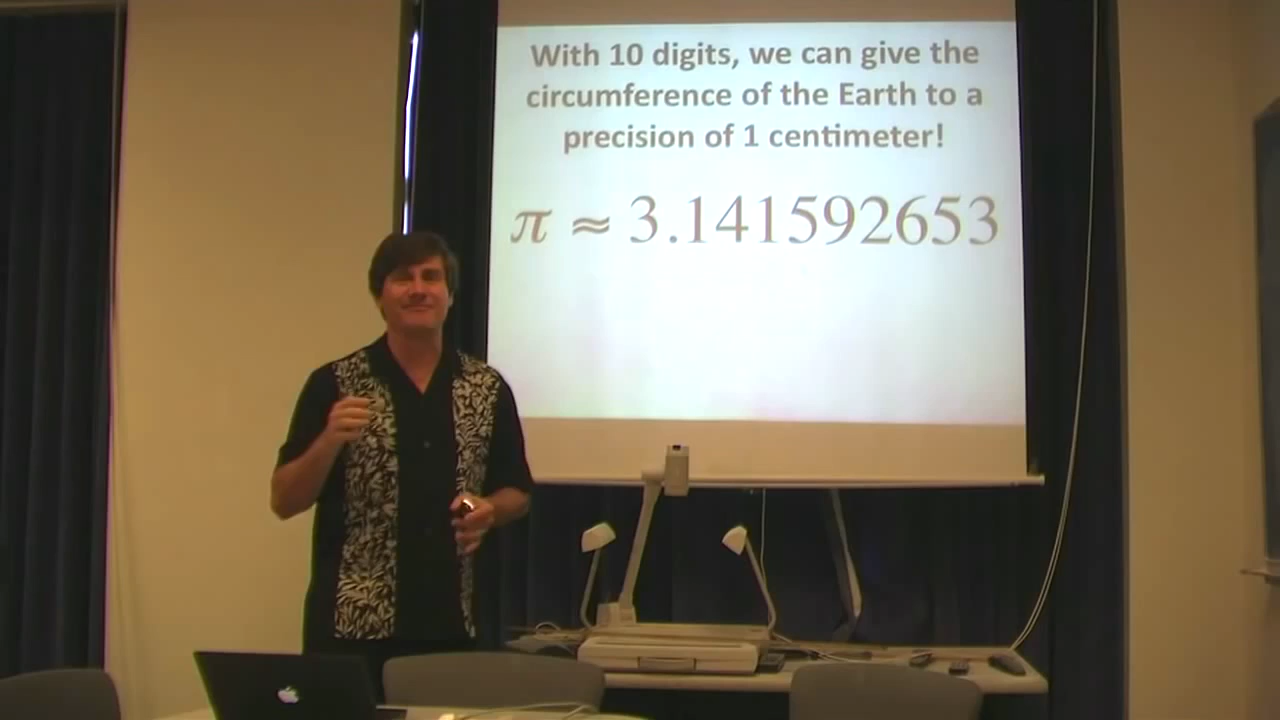 With 10 digits, we can give the
circumference of the Earth to a
precision of 1 centimeter!
π ≈ 3.141592653